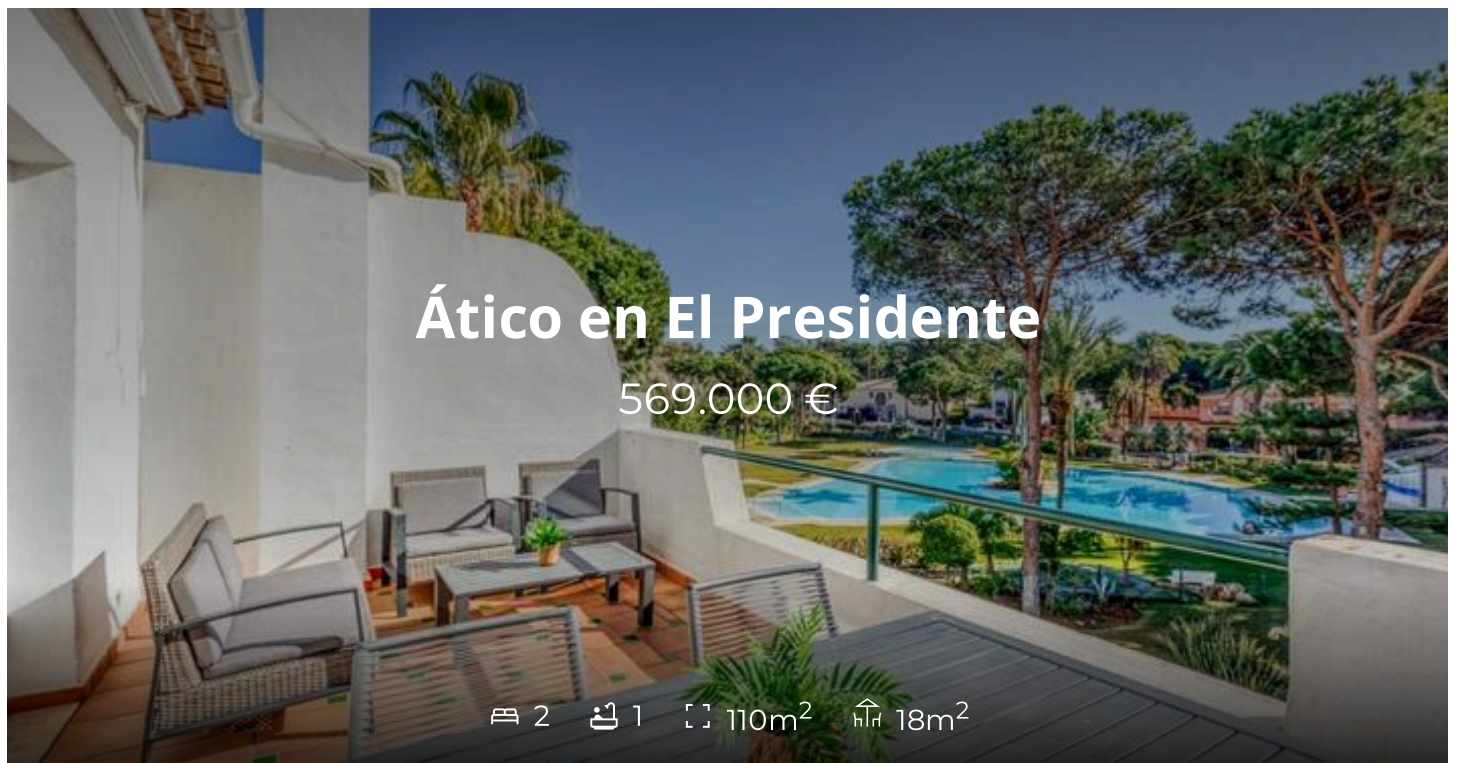 Ático en El Presidente
569.000 €
2 1 110m² 18m²